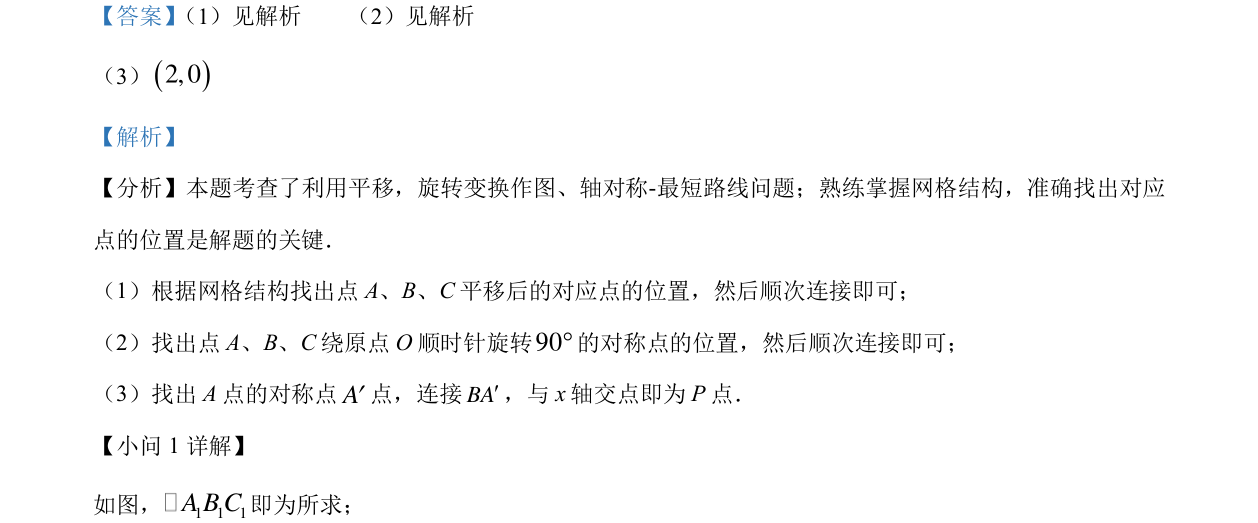 【答案】（1）见解析  （2）见解析
（3）(2,0)
【解析】
【分析】本题考查了利用平移，旋转变换作图、轴对称-最短路线问题；熟练掌握网格结构，准确找出对应
点的位置是解题的关键．
（1）根据网格结构找出点 A、B、C 平移后的对应点的位置，然后顺次连接即可；
（2）找出点 A、B、C 绕原点 O 顺时针旋转 90° 的对称点的位置，然后顺次连接即可；
（3）找出 A 点的对称点 A′ 点，连接 BA′，与 x 轴交点即为 P 点．
【小问 1 详解】
如图，□A₁B₁C₁ 即为所求；